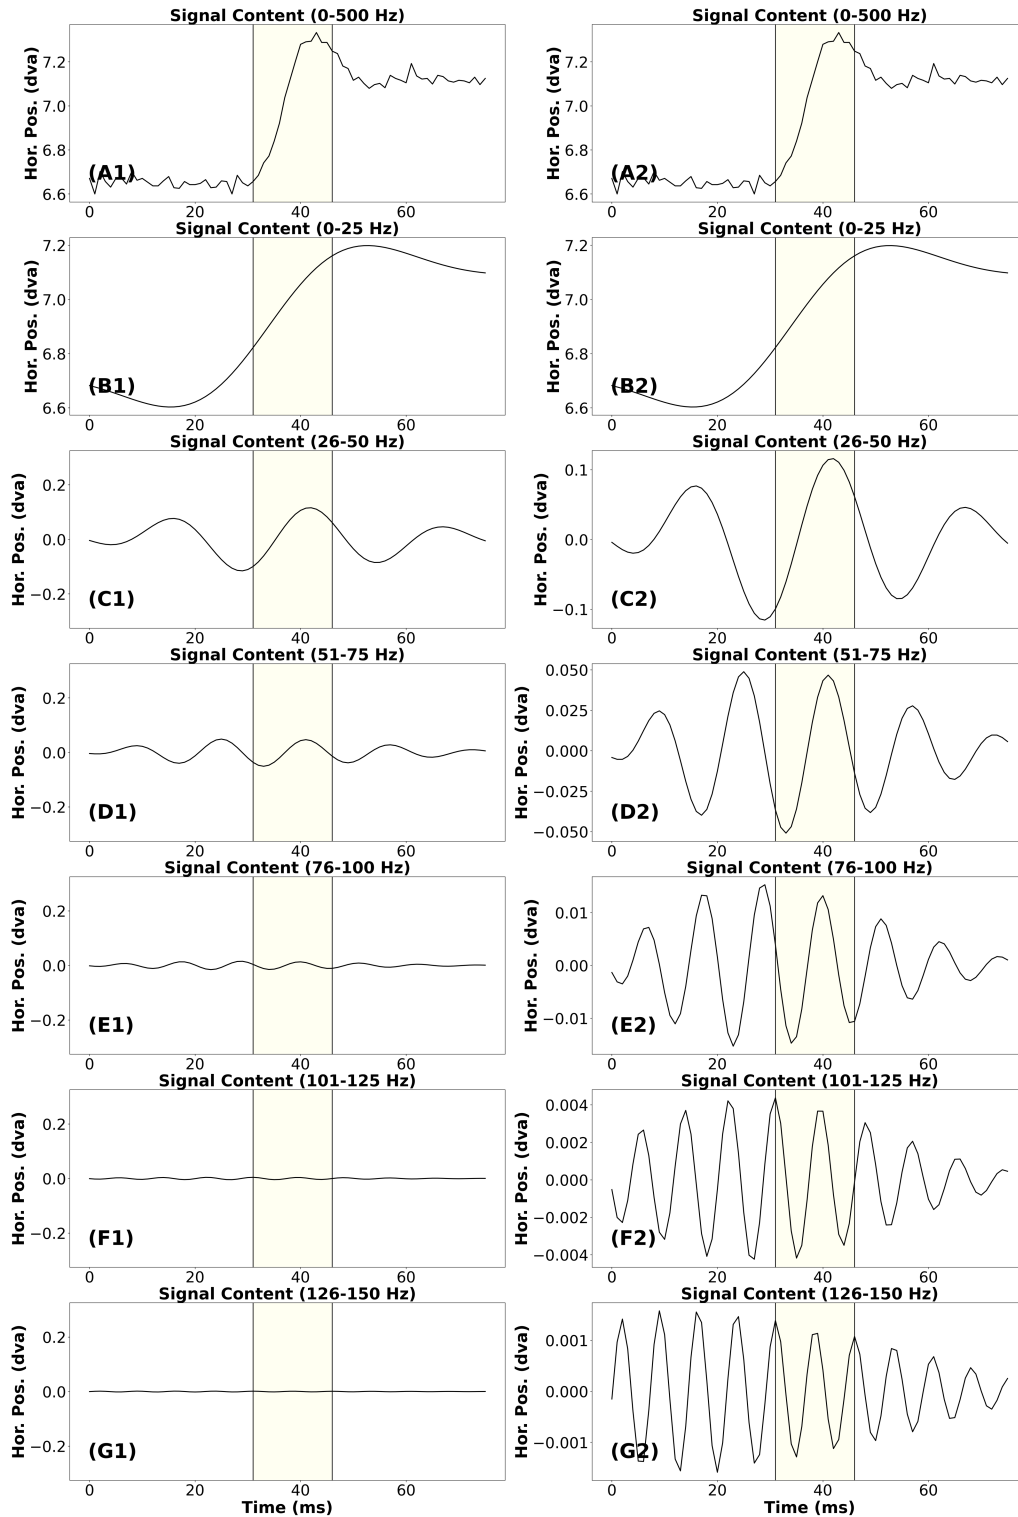 Signal Content (0-500 Hz)
Signal Content (0-500 Hz)
Hor. Pos. (dva)
7.2
7.0
6.8
6.6
(A1)
0 20 40 60
Hor. Pos. (dva)
7.2
7.0
6.8
6.6
(A2)
0 20 40 60
Signal Content (0-25 Hz)
Signal Content (0-25 Hz)
Hor. Pos. (dva)
7.2
7.0
6.8
6.6
(B1)
0 20 40 60
Hor. Pos. (dva)
7.2
7.0
6.8
6.6
(B2)
0 20 40 60
Signal Content (26-50 Hz)
Signal Content (26-50 Hz)
Hor. Pos. (dva)
0.2
0.0
−0.2
(C1)
0 20 40 60
Hor. Pos. (dva)
0.1
0.0
−0.1
(C2)
0 20 40 60
Signal Content (51-75 Hz)
Signal Content (51-75 Hz)
Hor. Pos. (dva)
0.2
0.0
−0.2
(D1)
0 20 40 60
Hor. Pos. (dva)
0.050
0.025
0.000
−0.025
−0.050
(D2)
0 20 40 60
Signal Content (76-100 Hz)
Signal Content (76-100 Hz)
Hor. Pos. (dva)
0.2
0.0
−0.2
(E1)
0 20 40 60
Hor. Pos. (dva)
0.01
0.00
−0.01
(E2)
0 20 40 60
Signal Content (101-125 Hz)
Signal Content (101-125 Hz)
Hor. Pos. (dva)
0.2
0.0
−0.2
(F1)
0 20 40 60
Hor. Pos. (dva)
0.004
0.002
0.000
−0.002
−0.004
(F2)
0 20 40 60
Signal Content (126-150 Hz)
Signal Content (126-150 Hz)
Hor. Pos. (dva)
0.2
0.0
−0.2
(G1)
0 20 40 60
Time (ms)
Hor. Pos. (dva)
0.001
0.000
−0.001
(G2)
0 20 40 60
Time (ms)